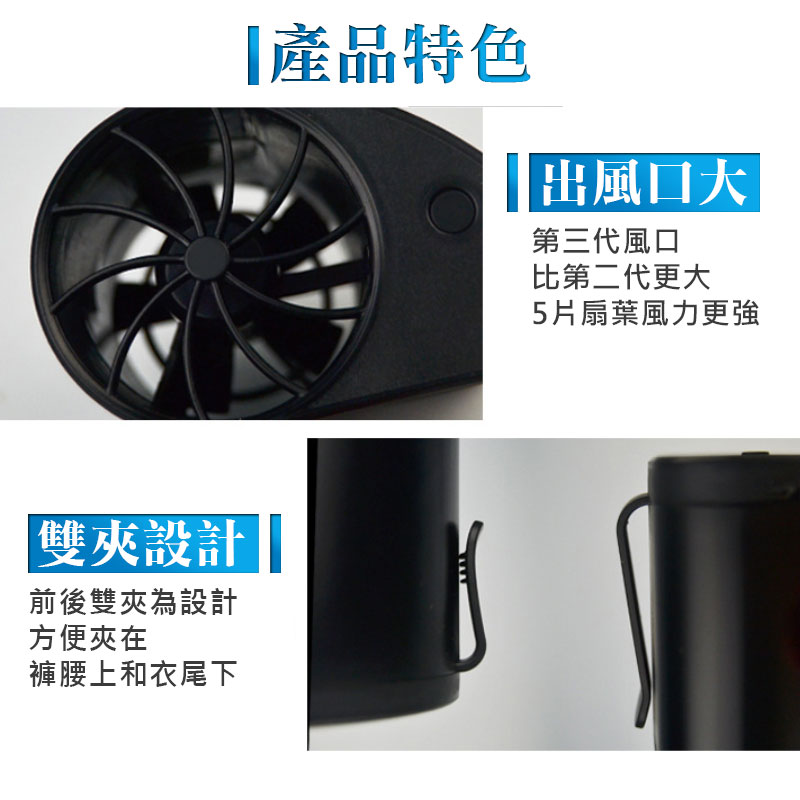 產品特色
出風口大
第三代風口
比第二代更大
5片扇葉風力更強
雙夾設計
前後雙夾為設計
方便夾在
褲腰上和衣尾下